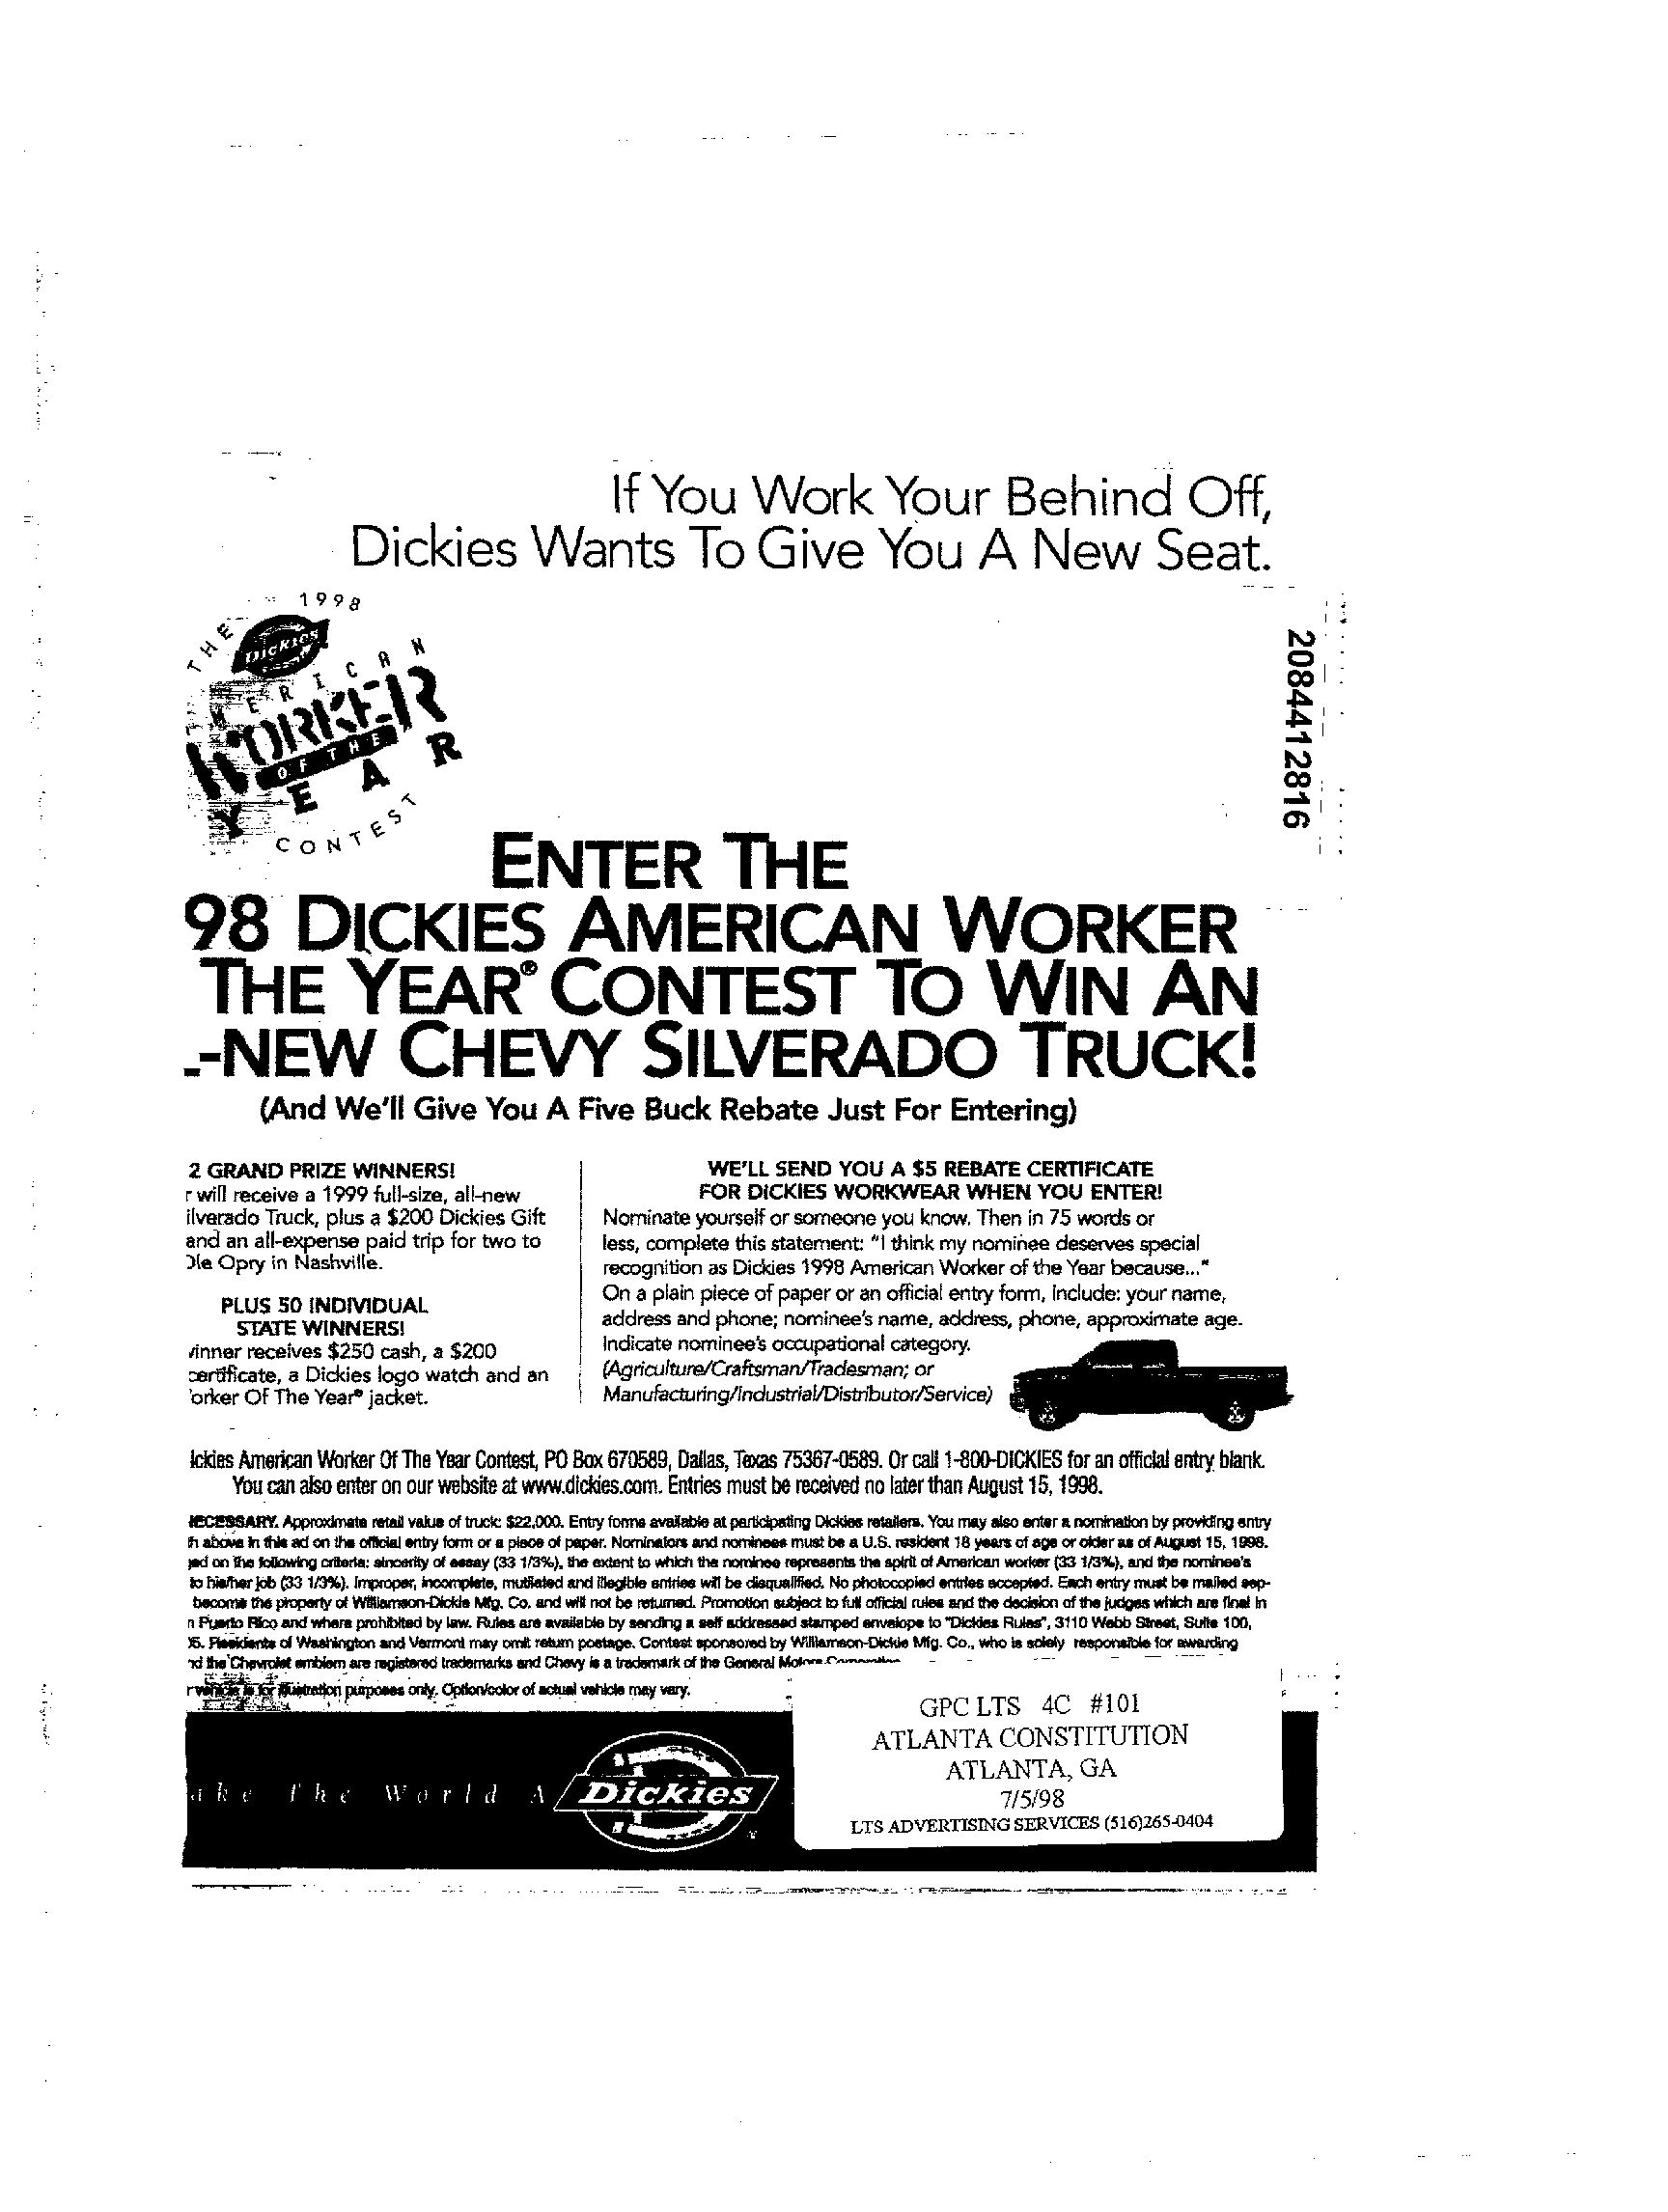 If You Work Your Behind Off,
Dickies Wants To Give You A New Seat.
1998
THE
Dickies
MERICAN
WORKER
OF THE
YEAR
CONTEST
2084412816
ENTER THE
98 DICKIES AMERICAN WORKER
THE YEAR® CONTEST TO WIN AN
-NEW CHEVY SILVERADO TRUCK!
(And We'll Give You A Five Buck Rebate Just For Entering)
2 GRAND PRIZE WINNERS!
r will receive a 1999 full-size, all-new
ilverado Truck, plus a $200 Dickies Gift
and an all-expense paid trip for two to
Ole Opry in Nashville.
PLUS 50 INDIVIDUAL
STATE WINNERS!
inner receives $250 cash, a $200
certificate, a Dickies logo watch and an
orker Of The Year® jacket.
WE'LL SEND YOU A $5 REBATE CERTIFICATE
FOR DICKIES WORKWEAR WHEN YOU ENTER!
Nominate yourself or someone you know. Then in 75 words or
less, complete this statement: "I think my nominee deserves special
recognition as Dickies 1998 American Worker of the Year because..."
On a plain piece of paper or an official entry form, Include: your name,
address and phone; nominee's name, address, phone, approximate age.
Indicate nominee's occupational category.
(Agriculture/Craftsman/Tradesman; or
Manufacturing/Industrial/Distributor/Service)
ickies American Worker Of The Year Contest, PO Box 670589, Dallas, Texas 75367-0589. Or call 1-800-DICKIES for an official entry blank.
You can also enter on our website at www.dickies.com. Entries must be received no later than August 15, 1998.
NECESSARY. Approximate retail value of truck: $22,000. Entry forms available at participating Dickies retailers. You may also enter a nomination by providing entry
th above in this ad on the official entry form or a piece of paper. Nominators and nominees must be a U.S. resident 18 years of age or older as of August 15, 1998.
ged on the following criteria: sincerity of essay (33 1/3%), the extent to which the nominee represents the spirit of American worker (33 1/3%), and the nominee's
to his/her job (33 1/3%). Improper, incomplete, mutilated and illegible entries will be disqualified. No photocopied entries accepted. Each entry must be mailed sep-
become the property of Williamson-Dickie Mfg. Co. and will not be returned. Promotion subject to full official rules and the decision of the judges which are final in
n Puerto Rico and where prohibited by law. Rules are available by sending a self addressed stamped envelope to "Dickies Rules", 3110 Webb Street, Suite 100,
Residents of Washington and Vermont may omit return postage. Contest sponsored by Williamson-Dickie Mfg. Co., who is solely responsible for awarding
nd the Chevrolet emblem are registered trademarks and Chevy is a trademark of the General Motors Corporation
r vehicle is for illustration purposes only. Option/color of actual vehicle may vary.
ake The World A
Dickies
GPC LTS 4C #101
ATLANTA CONSTITUTION
ATLANTA, GA
7/5/98
LTS ADVERTISING SERVICES (516)265-0404